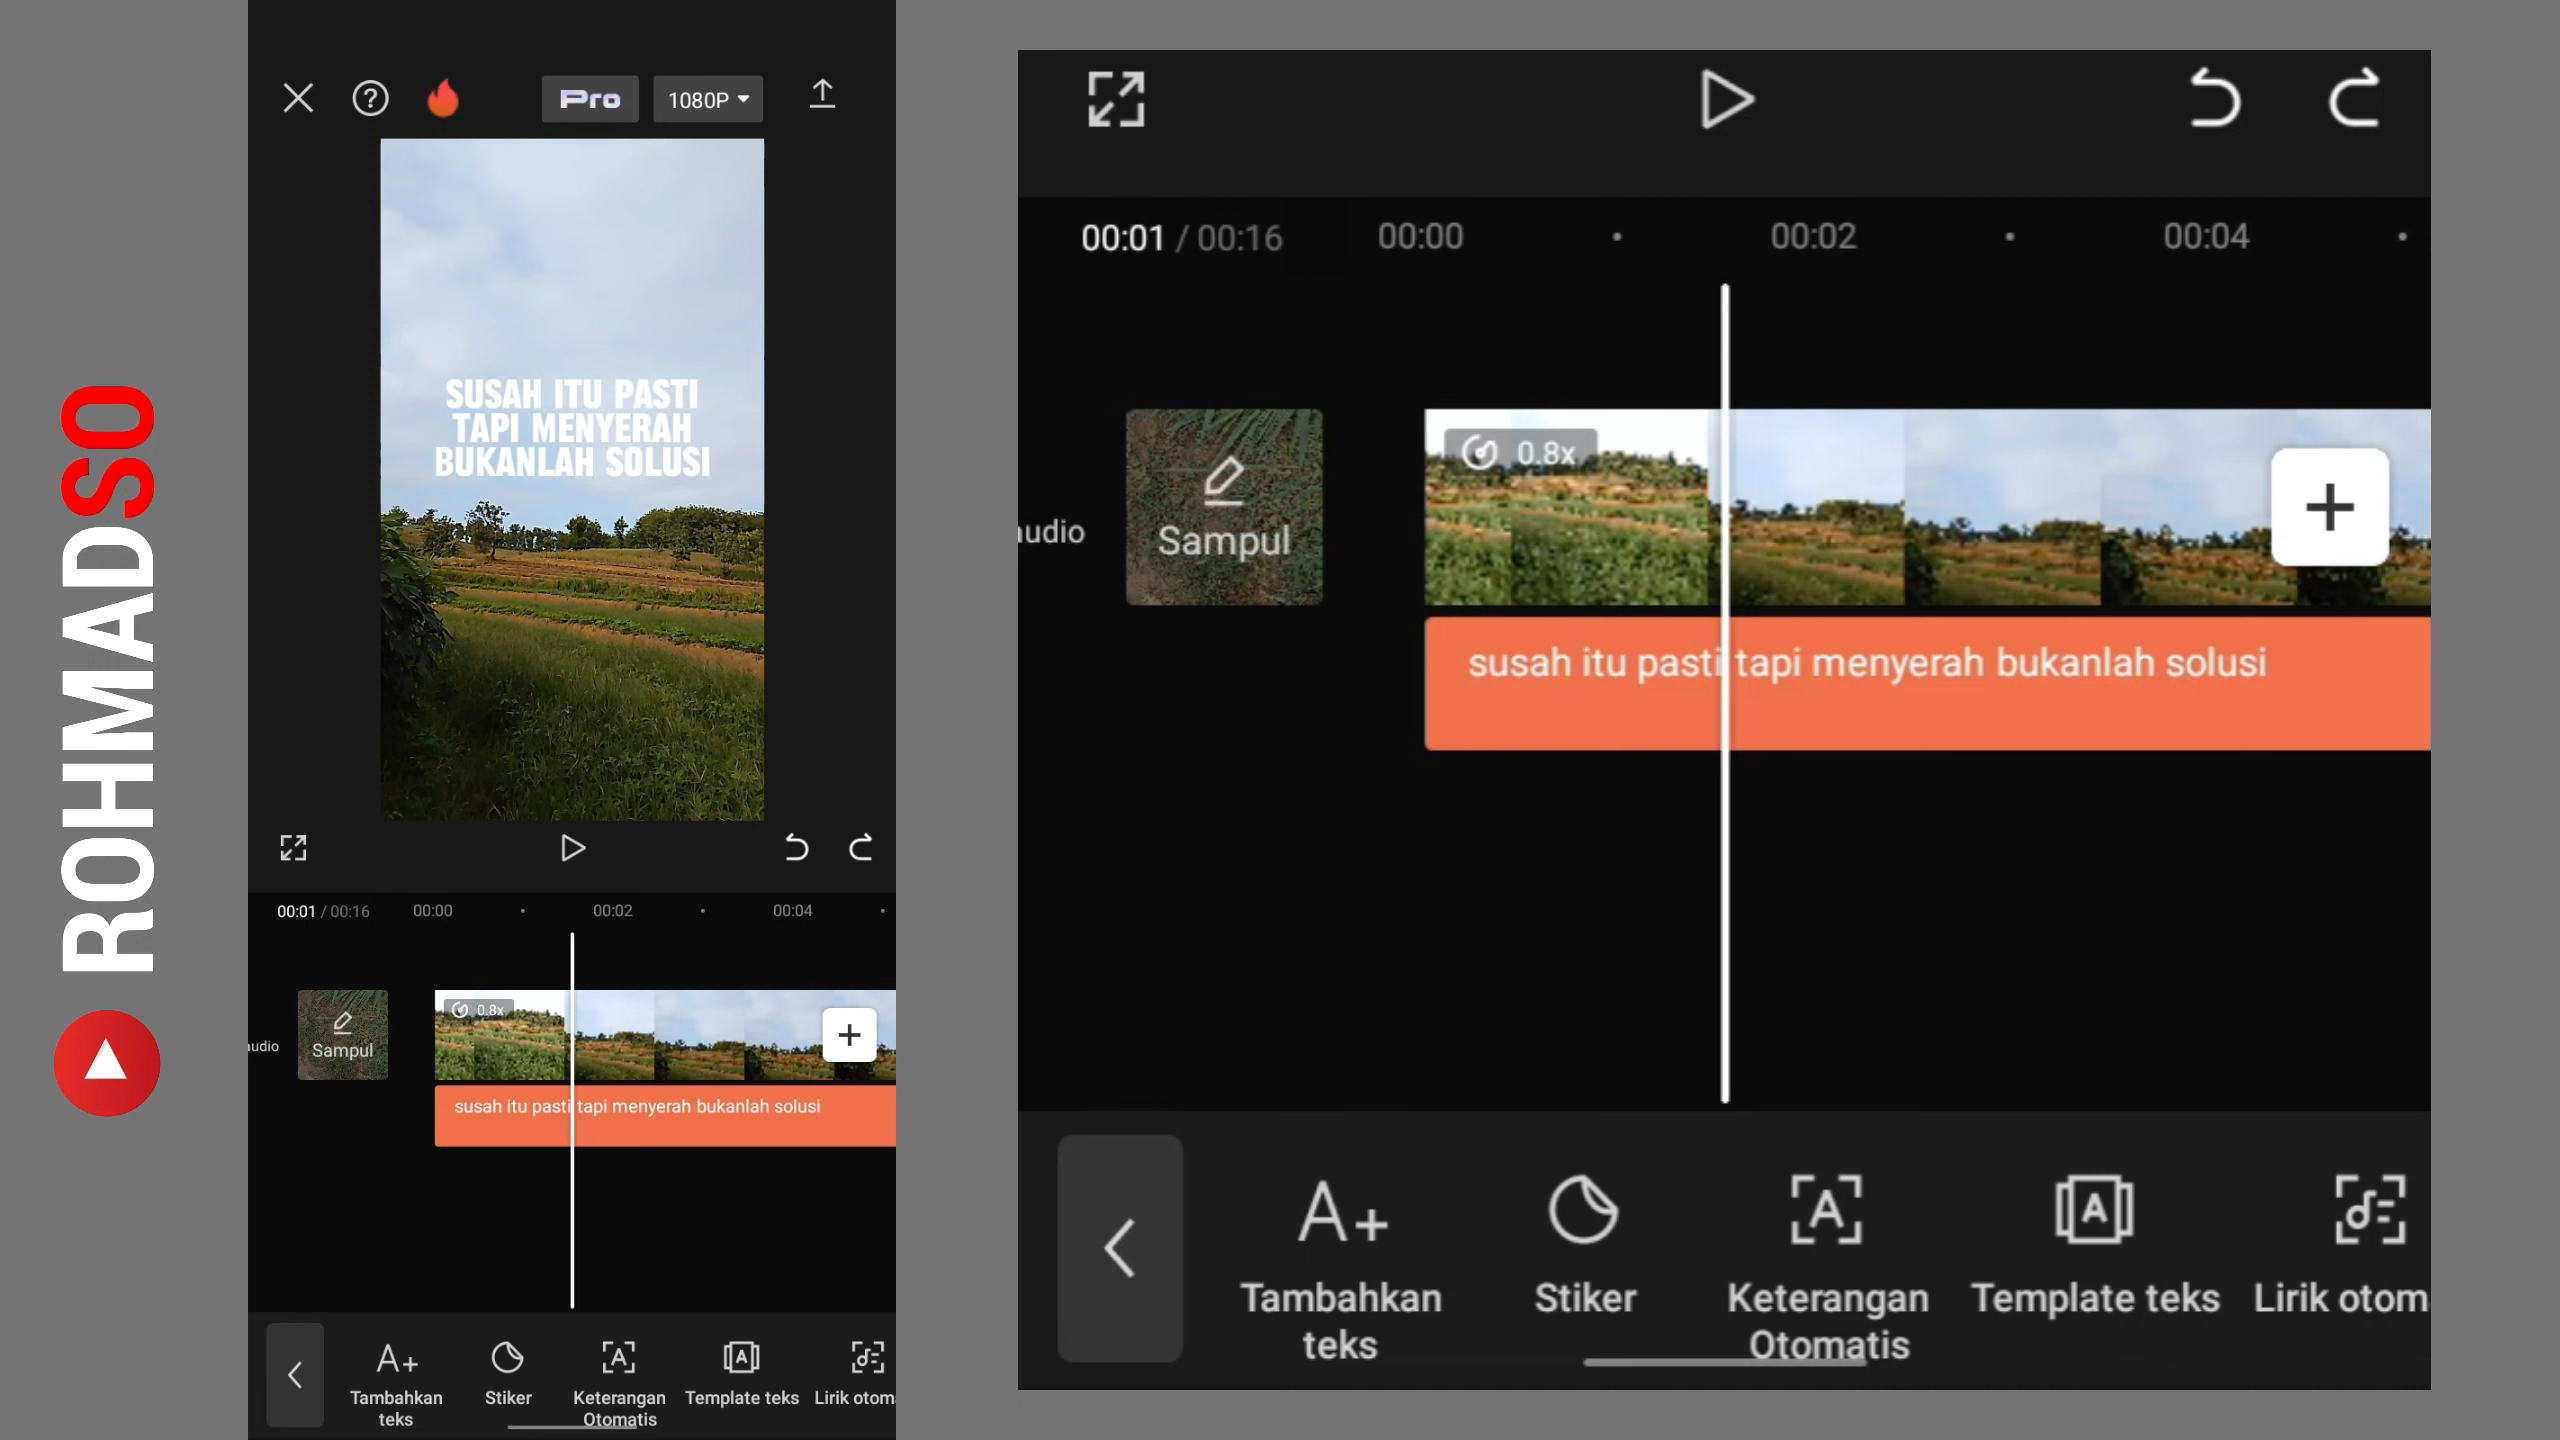 ROHMADSO
Pro
1080P
SUSAH ITU PASTI
TAPI MENYERAH
BUKANLAH SOLUSI
00:01 / 00:16
00:00
00:02
00:04
udio
Sampul
0.8x
susah itu pasti tapi menyerah bukanlah solusi
Tambahkan
teks
Stiker
Keterangan
Otomatis
Template teks
Lirik otom
00:01 / 00:16
00:00
00:02
00:04
udio
Sampul
0.8x
susah itu pasti tapi menyerah bukanlah solusi
Tambahkan
teks
Stiker
Keterangan
Otomatis
Template teks
Lirik otom